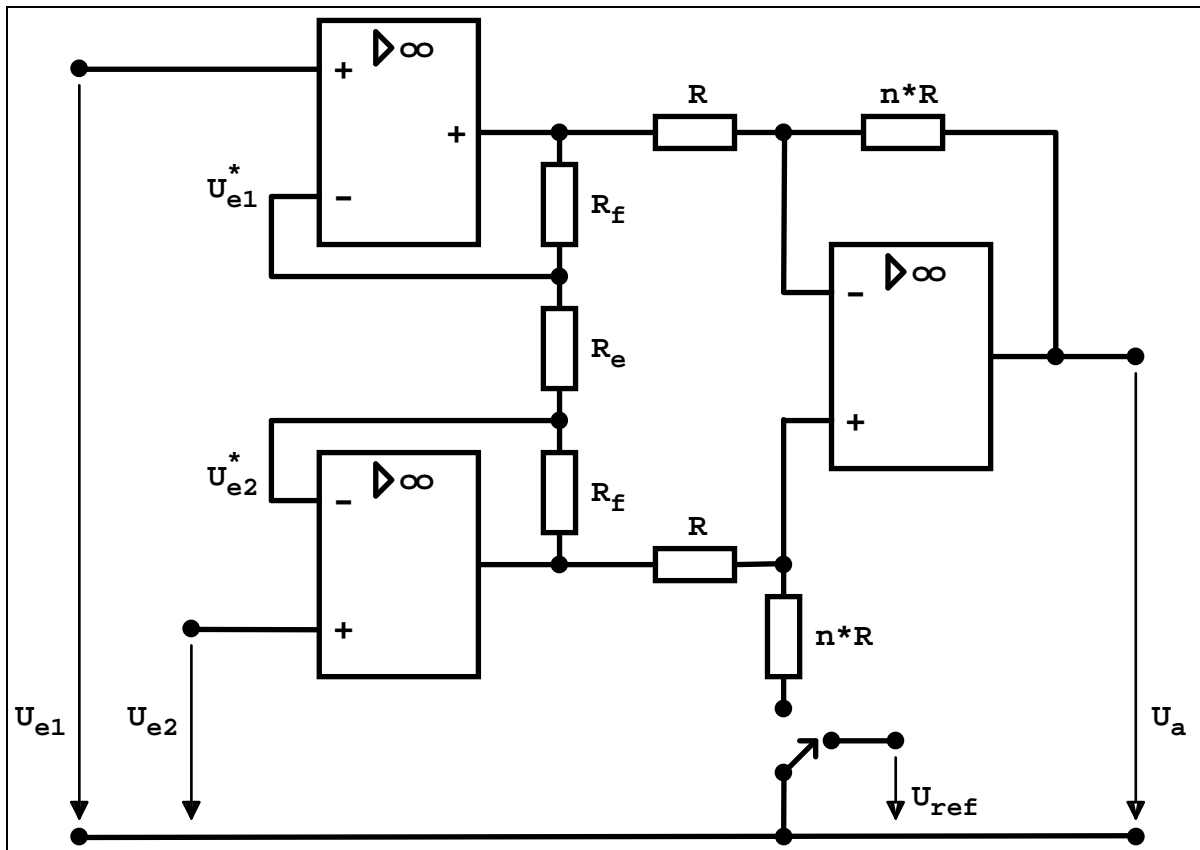 ∞
+
+
-
U*e1
Rf
R
n*R
∞
-
+
Re
U*e2
∞
-
+
Rf
R
n*R
Ue1
Ue2
Uref
Ua